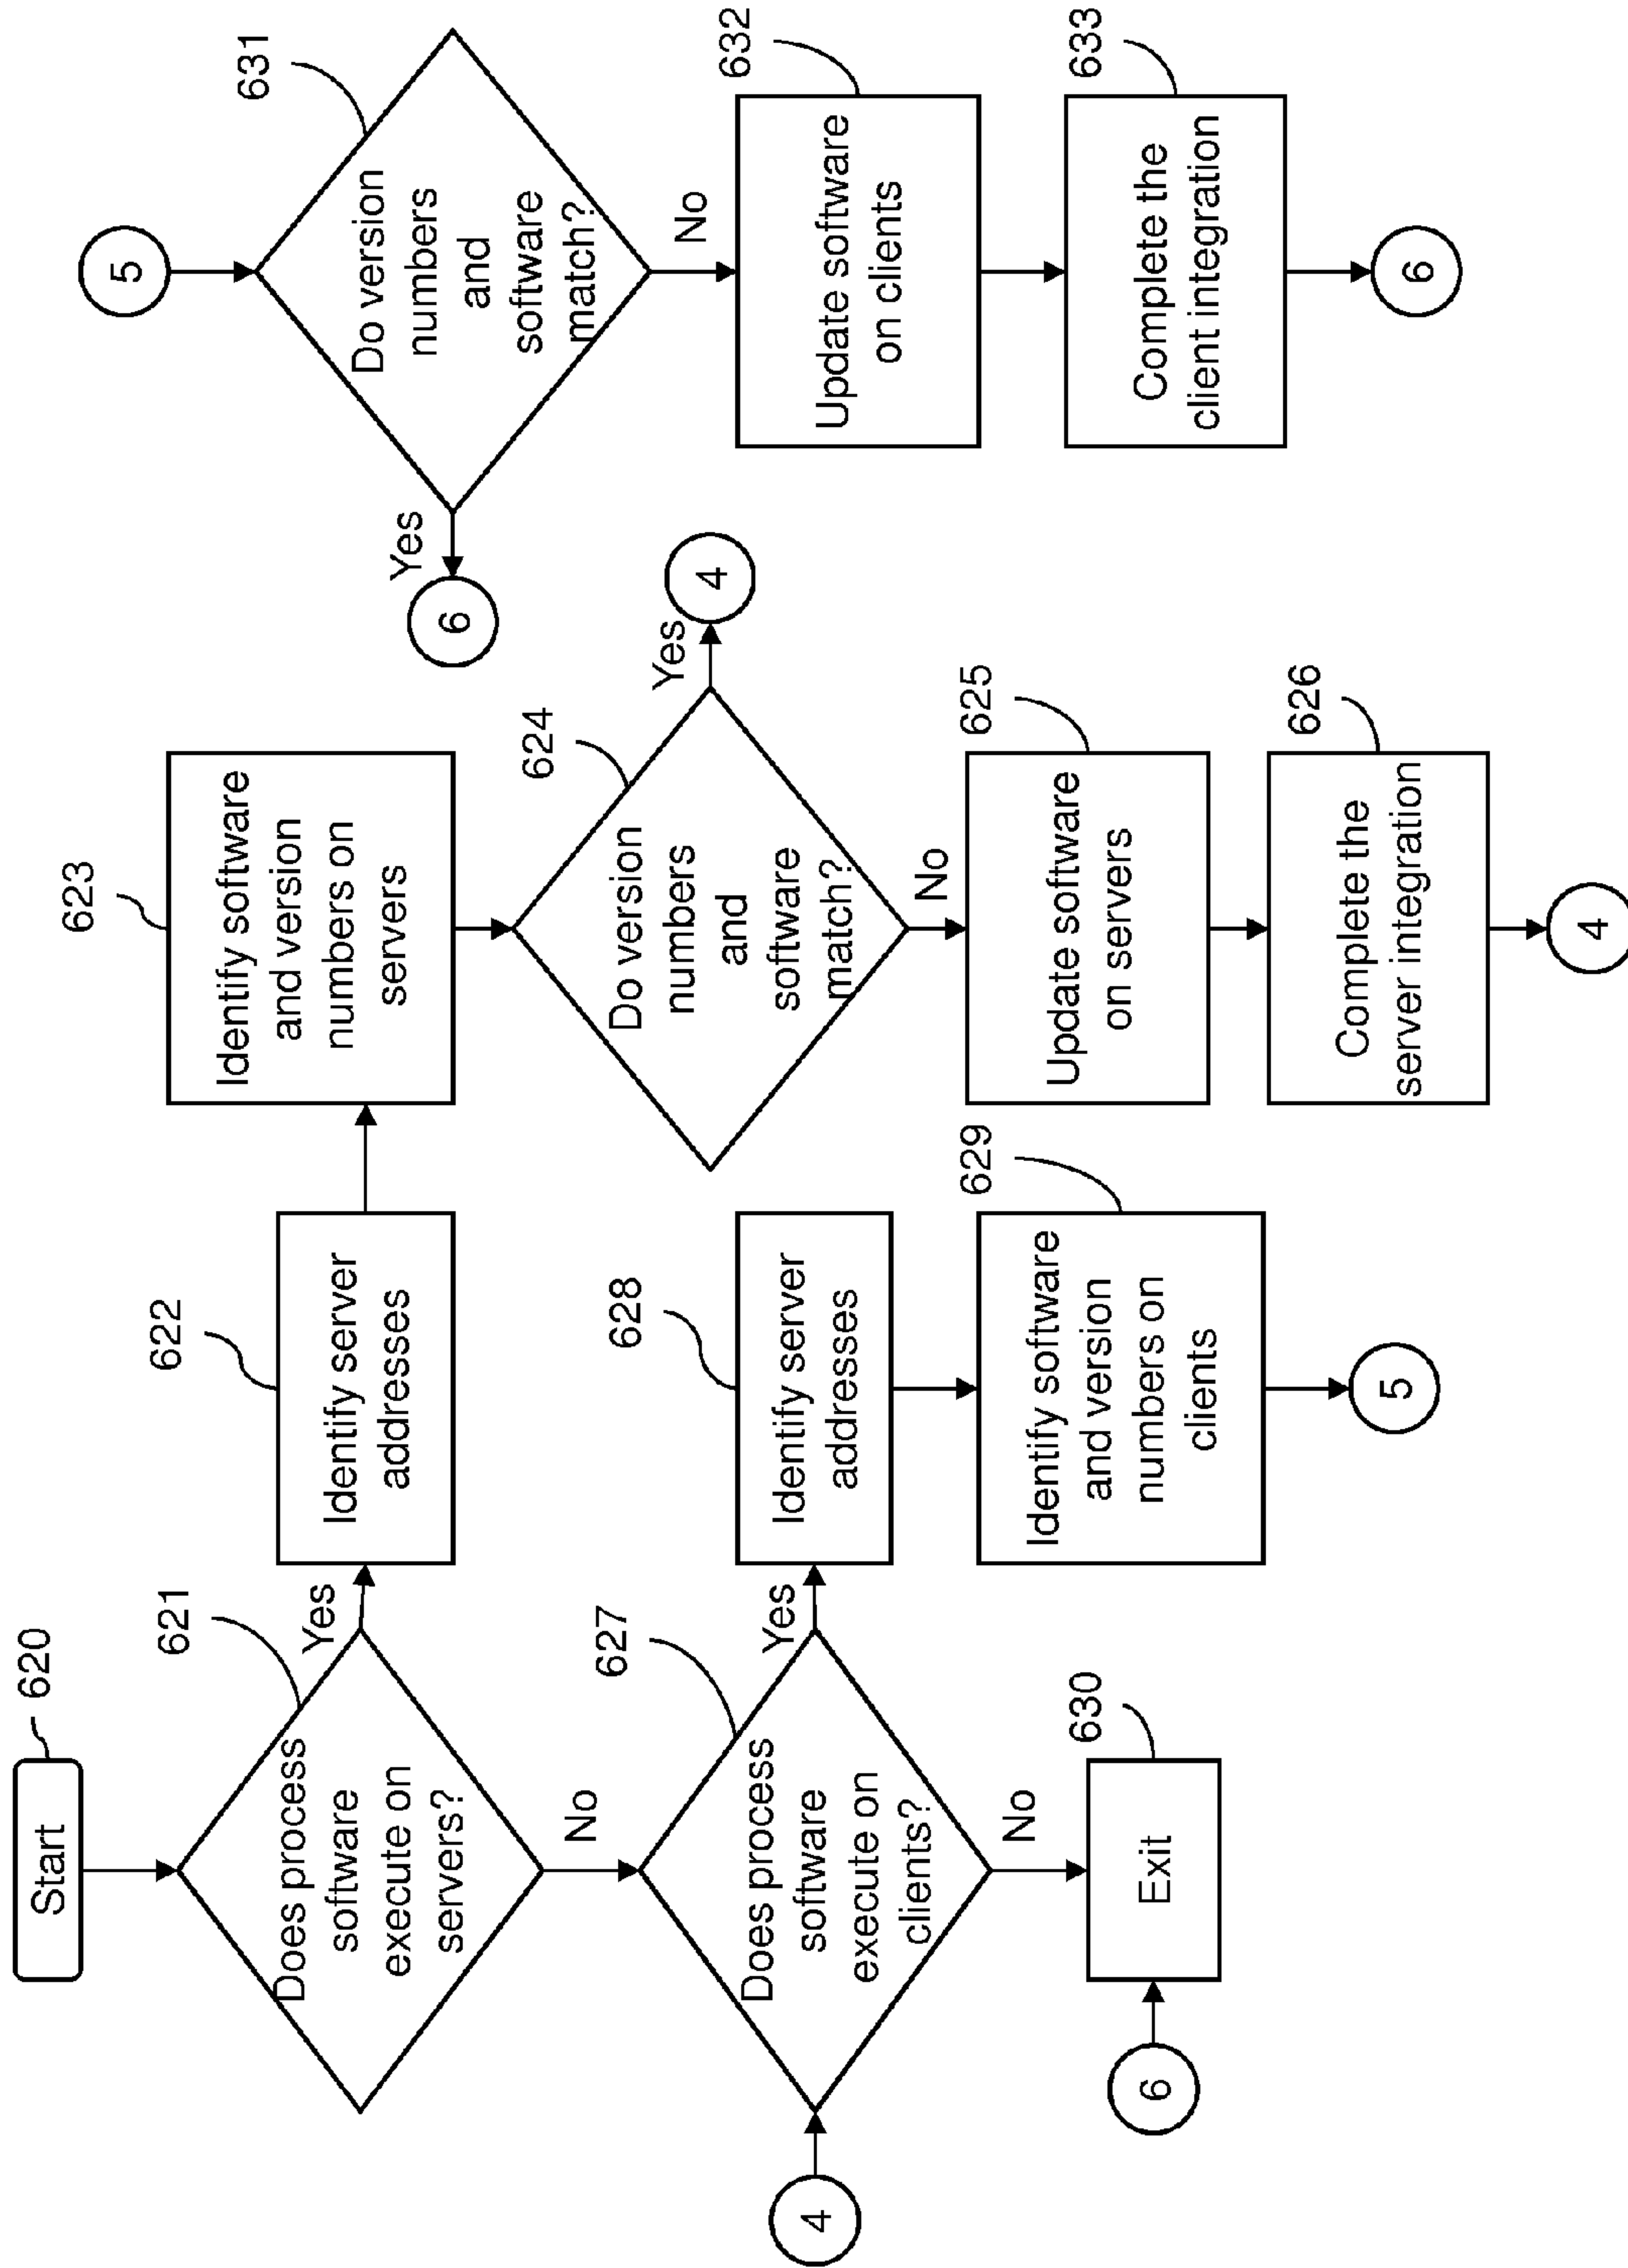 Start
620
Does process
software
execute on
servers?
621
Yes
No
Identify server
addresses
622
Identify software
and version
numbers on
servers
623
Do version
numbers
and
software
match?
624
Yes
4
No
Update software
on servers
625
Complete the
server integration
626
4
4
Does process
software
execute on
clients?
627
Yes
No
Identify server
addresses
628
Identify software
and version
numbers on
clients
629
5
6
Exit
630
5
Do version
numbers
and
software
match?
631
Yes
6
No
Update software
on clients
632
Complete the
client integration
633
6